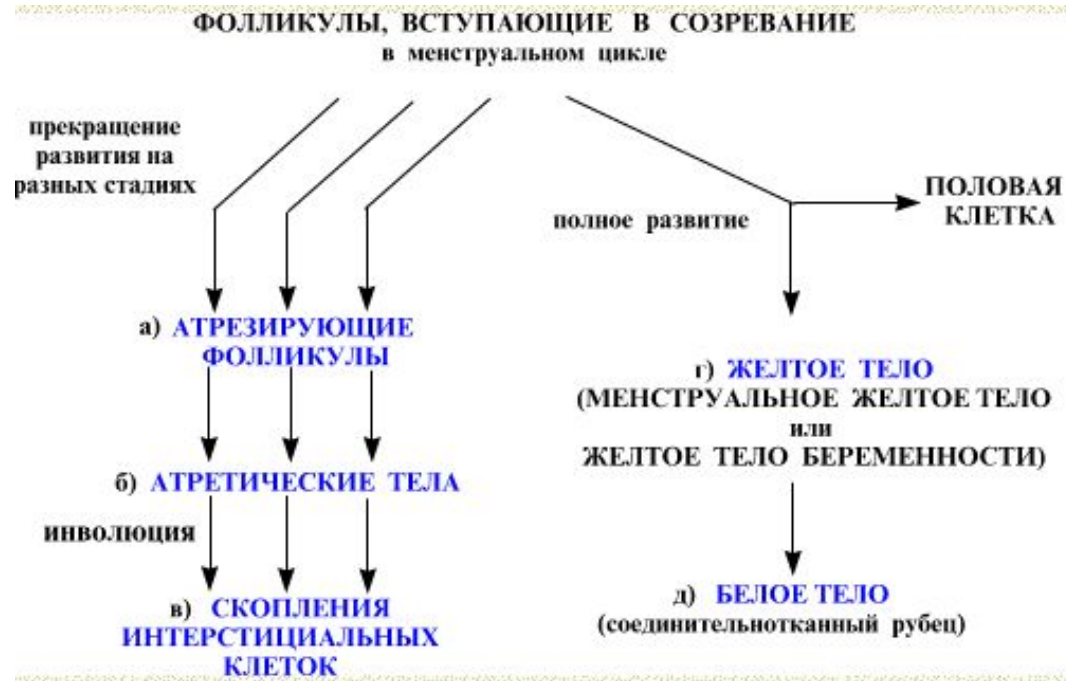 ФОЛЛИКУЛЫ, ВСТУПАЮЩИЕ В СОЗРЕВАНИЕ
в менструальном цикле
прекращение
развития на
разных стадиях
полное развитие
ПОЛОВАЯ
КЛЕТКА
а) АТРЕЗИРУЮЩИЕ
ФОЛЛИКУЛЫ
г) ЖЕЛТОЕ ТЕЛО
(МЕНСТРУАЛЬНОЕ ЖЕЛТОЕ ТЕЛО
или
ЖЕЛТОЕ ТЕЛО БЕРЕМЕННОСТИ)
б) АТРЕТИЧЕСКИЕ ТЕЛА
ИНВОЛЮЦИЯ
в) СКОПЛЕНИЯ
ИНТЕРСТИЦИАЛЬНЫХ
КЛЕТОК
д) БЕЛОЕ ТЕЛО
(соединительнотканный рубец)